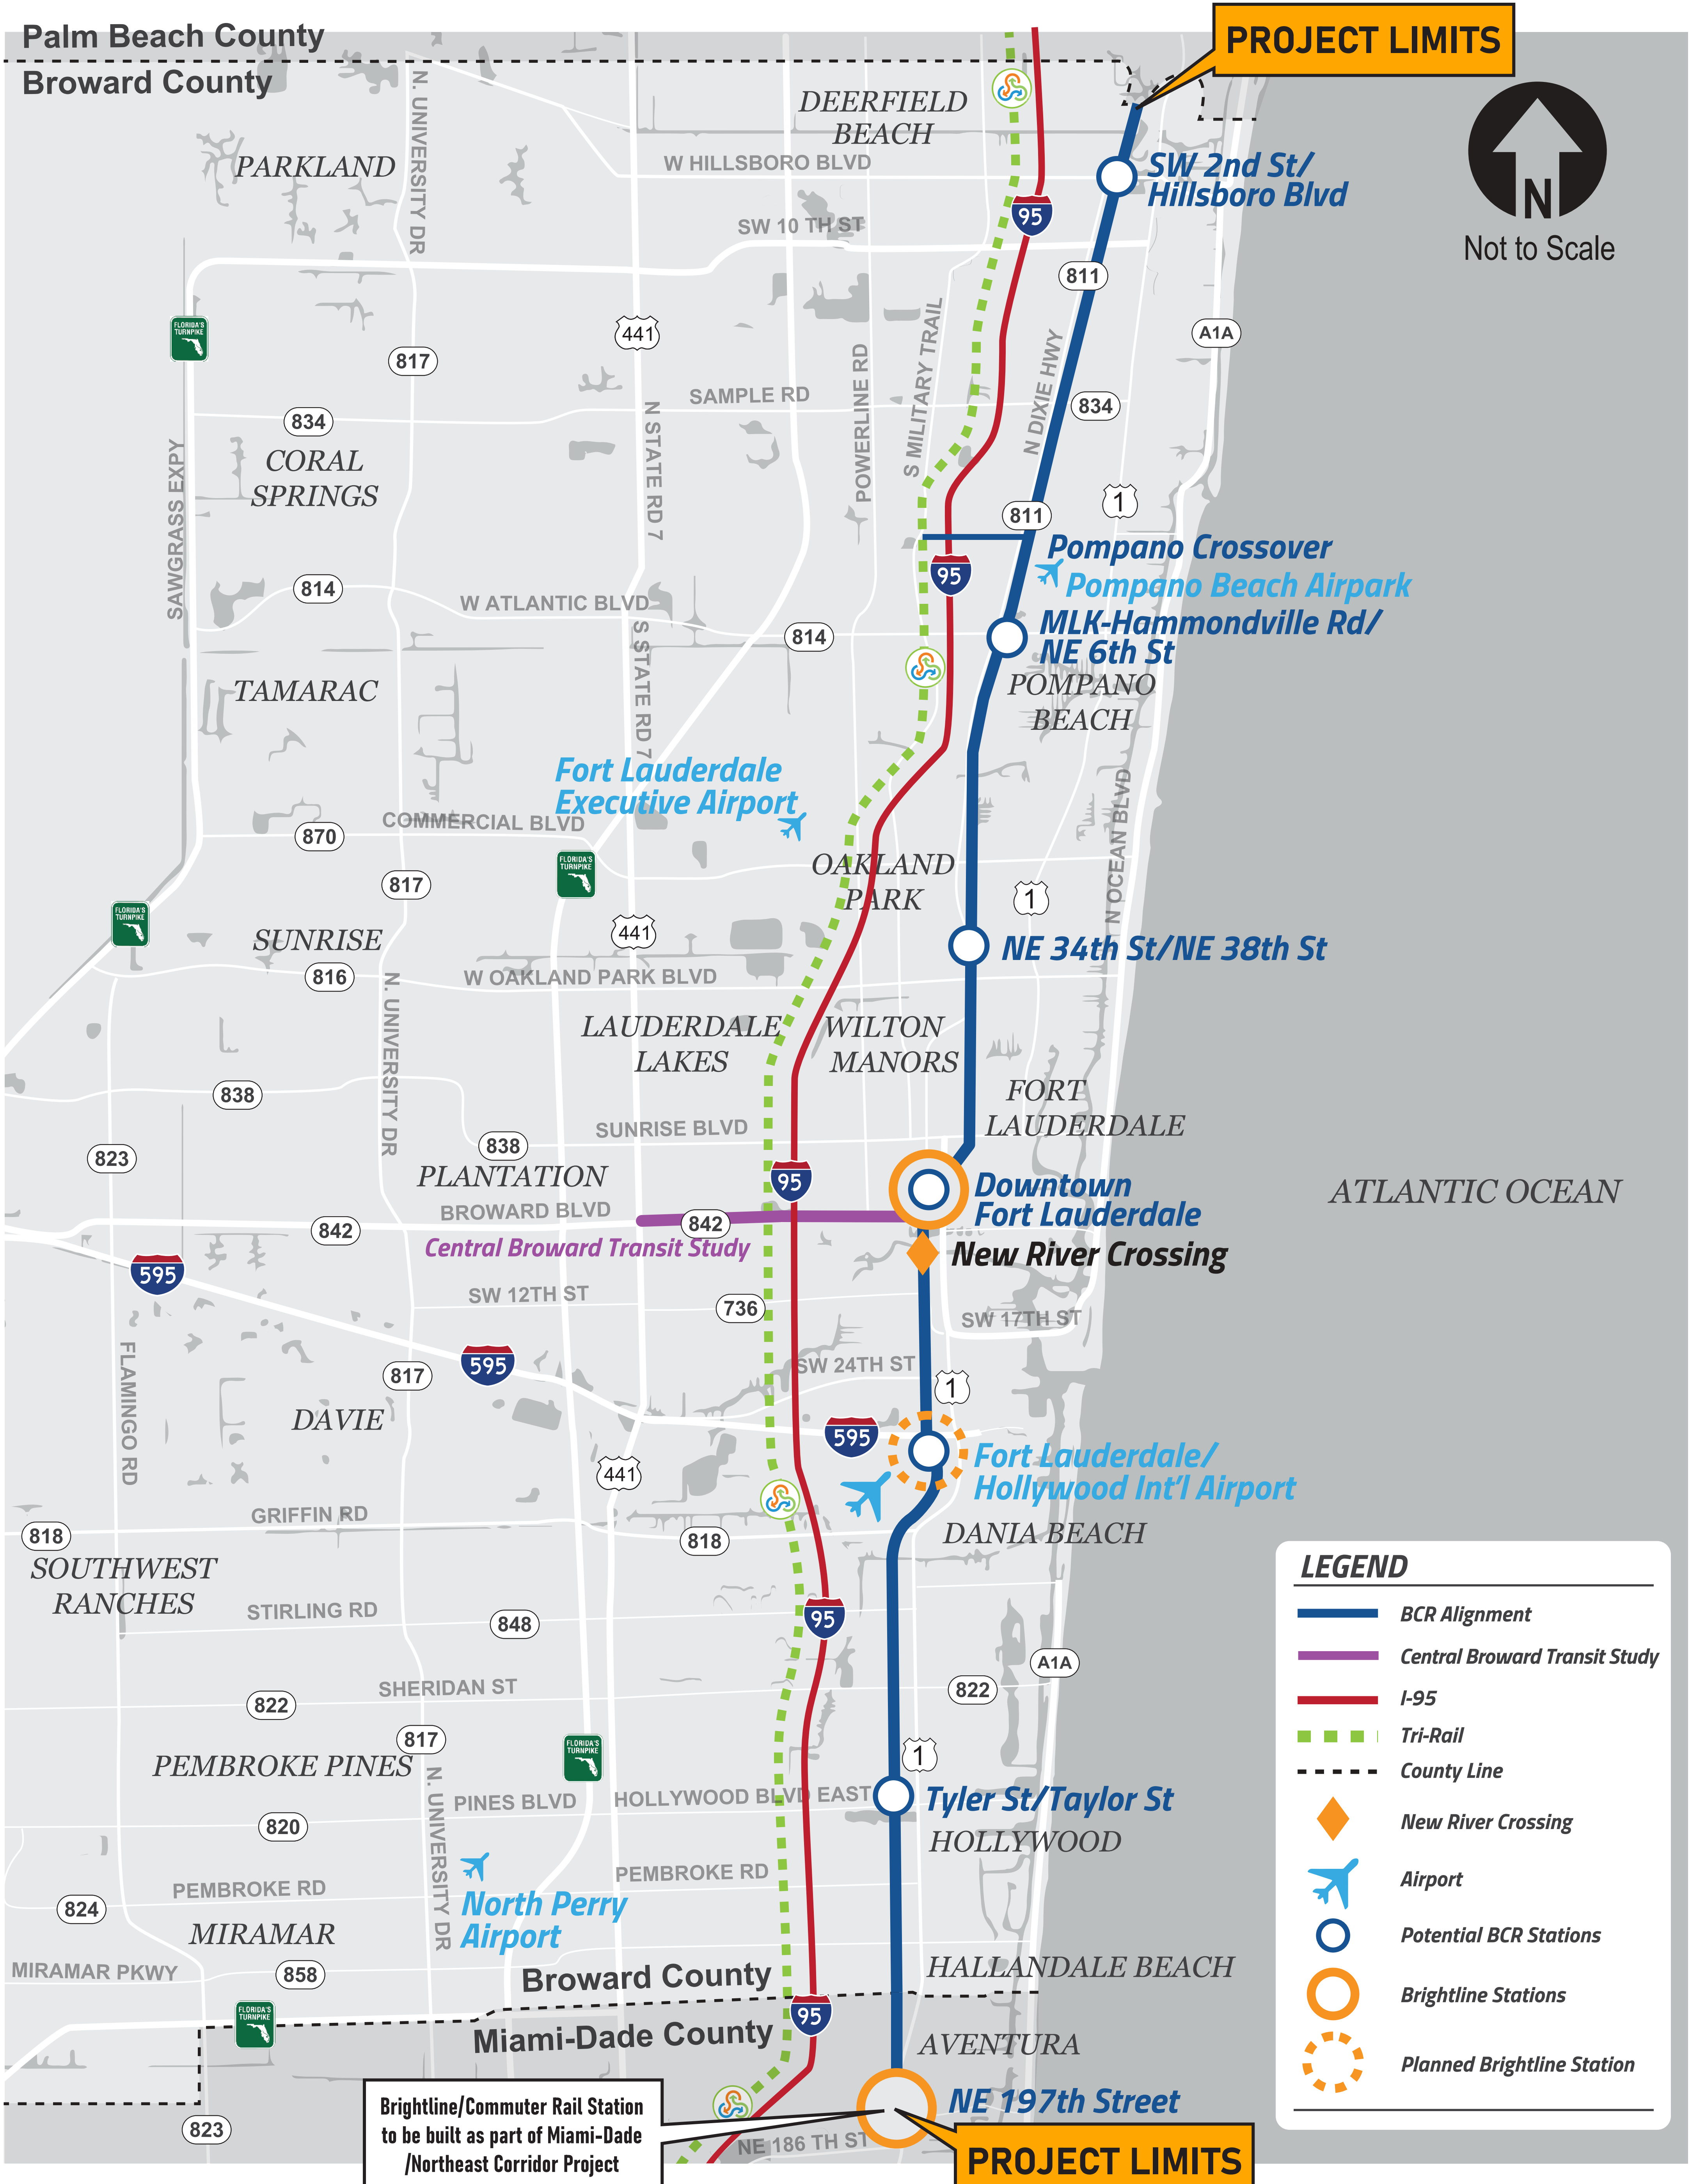 Palm Beach County
Broward County
PROJECT LIMITS
N
Not to Scale
DEERFIELD
BEACH
PARKLAND
N. UNIVERSITY DR
W HILLSBORO BLVD
SW 2nd St/
Hillsboro Blvd
95
SW 10 TH ST
811
FLORIDA'S
TURNPIKE
441
A1A
817
S MILITARY TRAIL
N DIXIE HWY
POWERLINE RD
SAMPLE RD
834
834
N STATE RD 7
CORAL
SPRINGS
SAWGRASS EXPY
1
811
Pompano Crossover
95
Pompano Beach Airpark
814
W ATLANTIC BLVD
814
MLK-Hammondville Rd/
NE 6th St
S STATE RD 7
TAMARAC
POMPANO
BEACH
Fort Lauderdale
Executive Airport
N OCEAN BLVD
870
COMMERCIAL BLVD
FLORIDA'S
TURNPIKE
OAKLAND
PARK
817
1
FLORIDA'S
TURNPIKE
SUNRISE
441
NE 34th St/NE 38th St
816
W OAKLAND PARK BLVD
N. UNIVERSITY DR
LAUDERDALE
LAKES
WILTON
MANORS
838
FORT
LAUDERDALE
SUNRISE BLVD
838
823
PLANTATION
95
Downtown
Fort Lauderdale
ATLANTIC OCEAN
BROWARD BLVD
842
842
Central Broward Transit Study
New River Crossing
595
SW 12TH ST
736
SW 17TH ST
FLAMINGO RD
595
817
SW 24TH ST
1
DAVIE
595
Fort Lauderdale/
Hollywood Int'l Airport
441
GRIFFIN RD
818
818
DANIA BEACH
SOUTHWEST
RANCHES
STIRLING RD
848
95
A1A
SHERIDAN ST
822
822
817
PEMBROKE PINES
FLORIDA'S
TURNPIKE
1
N. UNIVERSITY DR
PINES BLVD
HOLLYWOOD BLVD EAST
Tyler St/Taylor St
820
HOLLYWOOD
PEMBROKE RD
PEMBROKE RD
824
North Perry
Airport
MIRAMAR
MIRAMAR PKWY
858
Broward County
HALLANDALE BEACH
FLORIDA'S
TURNPIKE
95
Miami-Dade County
AVENTURA
NE 197th Street
Brightline/Commuter Rail Station
to be built as part of Miami-Dade
/Northeast Corridor Project
823
NE 186 TH ST
PROJECT LIMITS
LEGEND
BCR Alignment
Central Broward Transit Study
I-95
Tri-Rail
County Line
New River Crossing
Airport
Potential BCR Stations
Brightline Stations
Planned Brightline Station